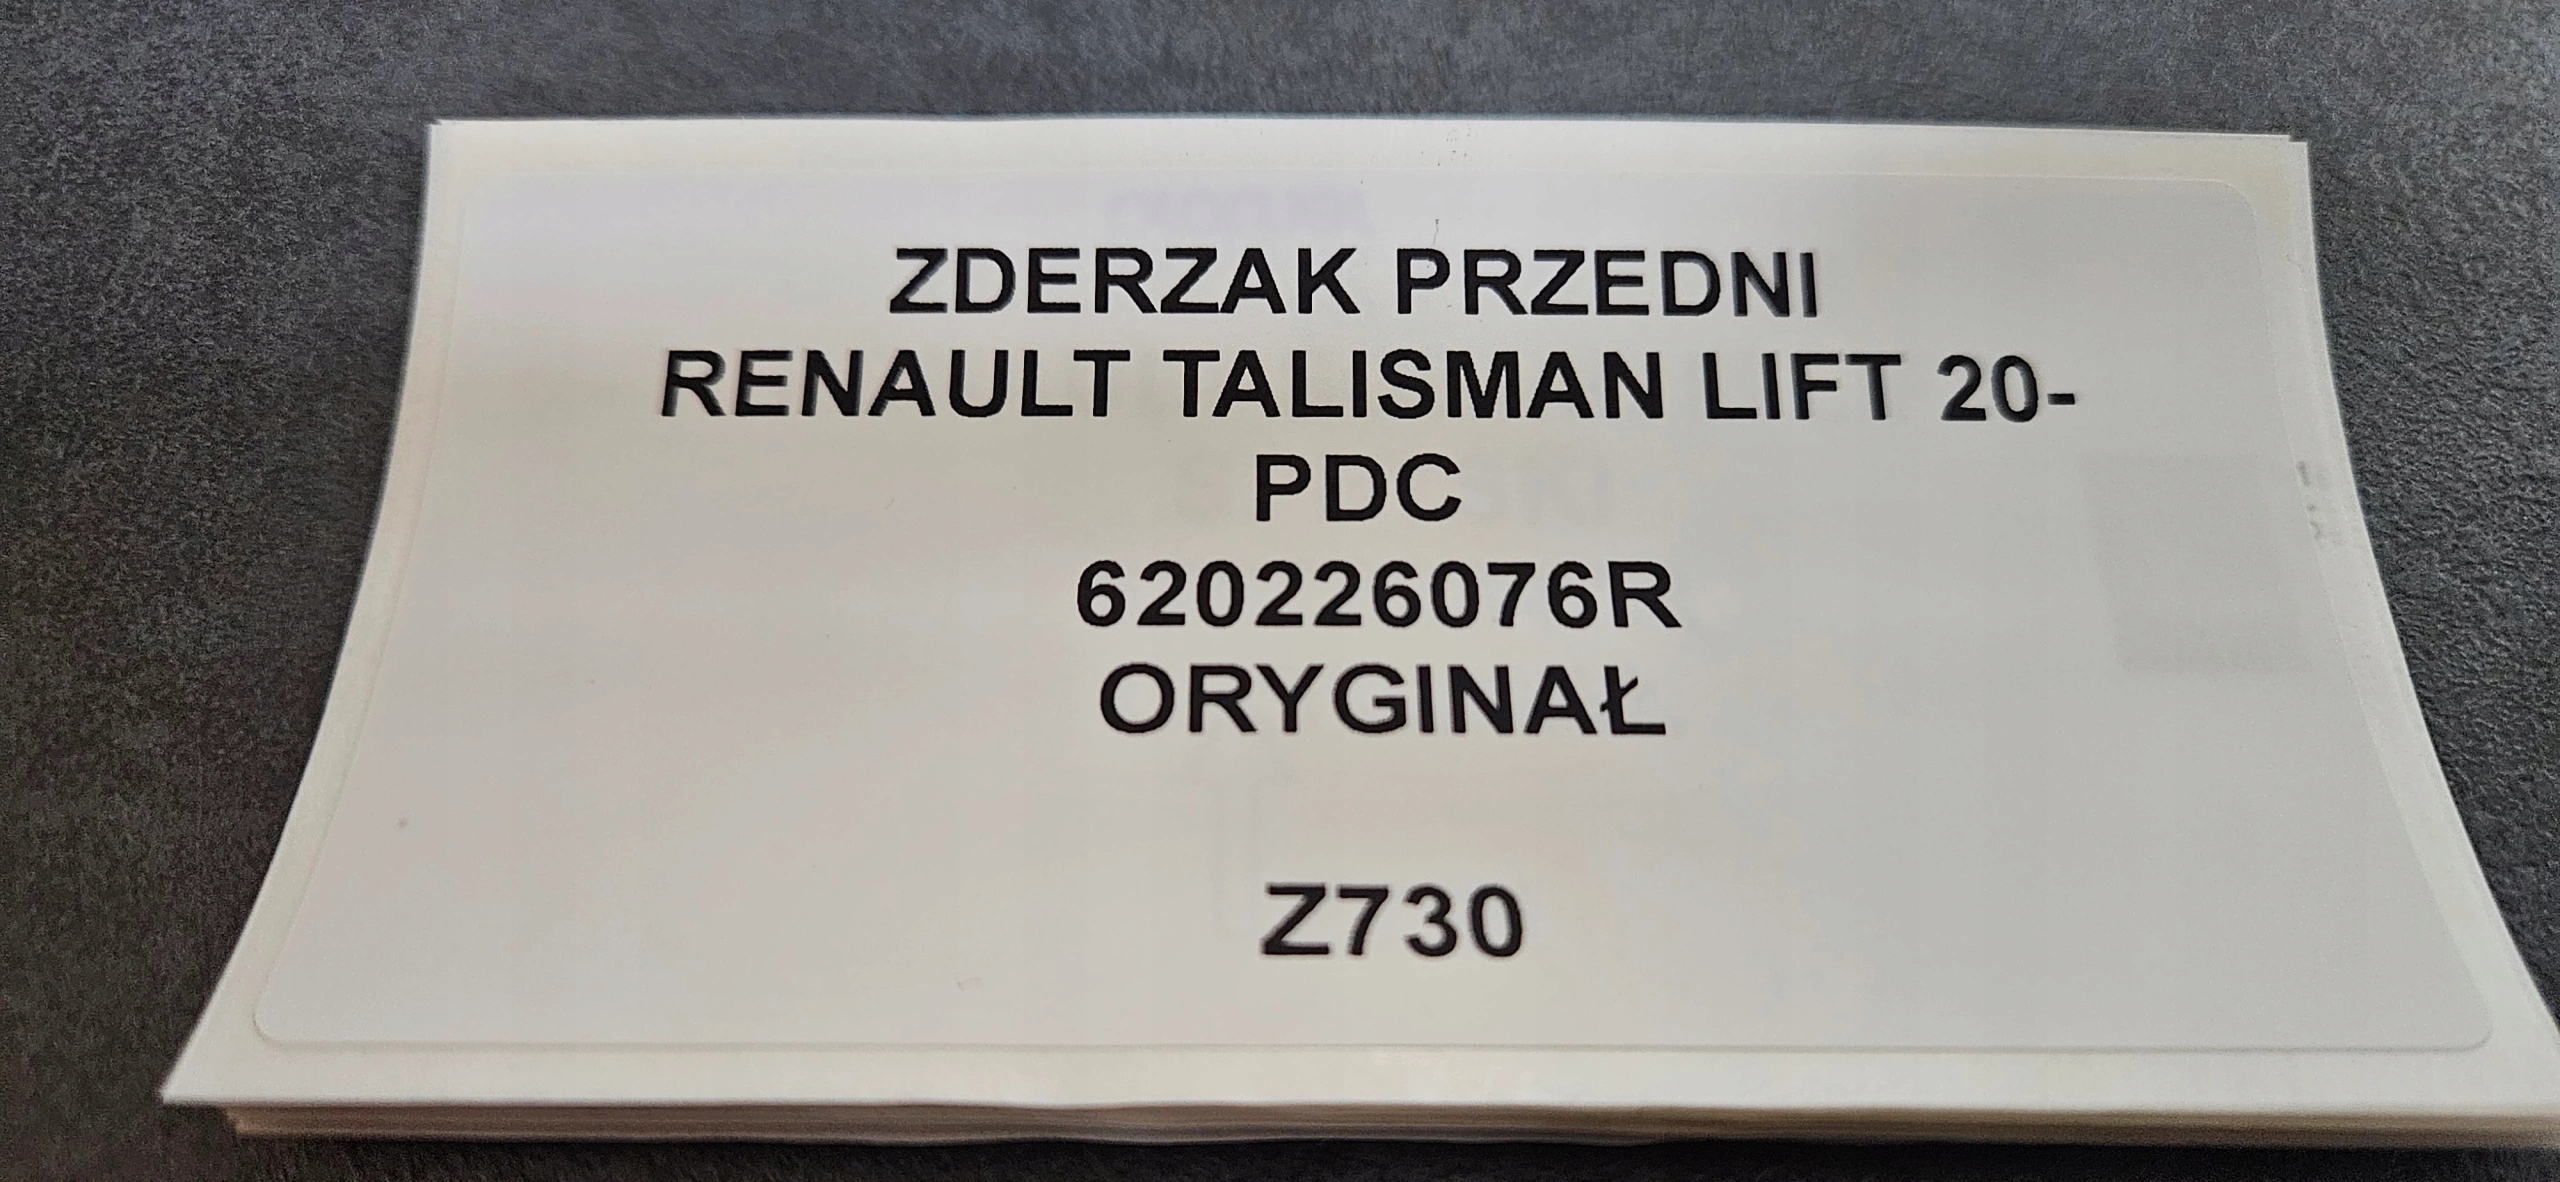 ZDERZAK PRZEDNI
RENAULT TALISMAN LIFT 20-
PDC
620226076R
ORYGINAŁ
Z730